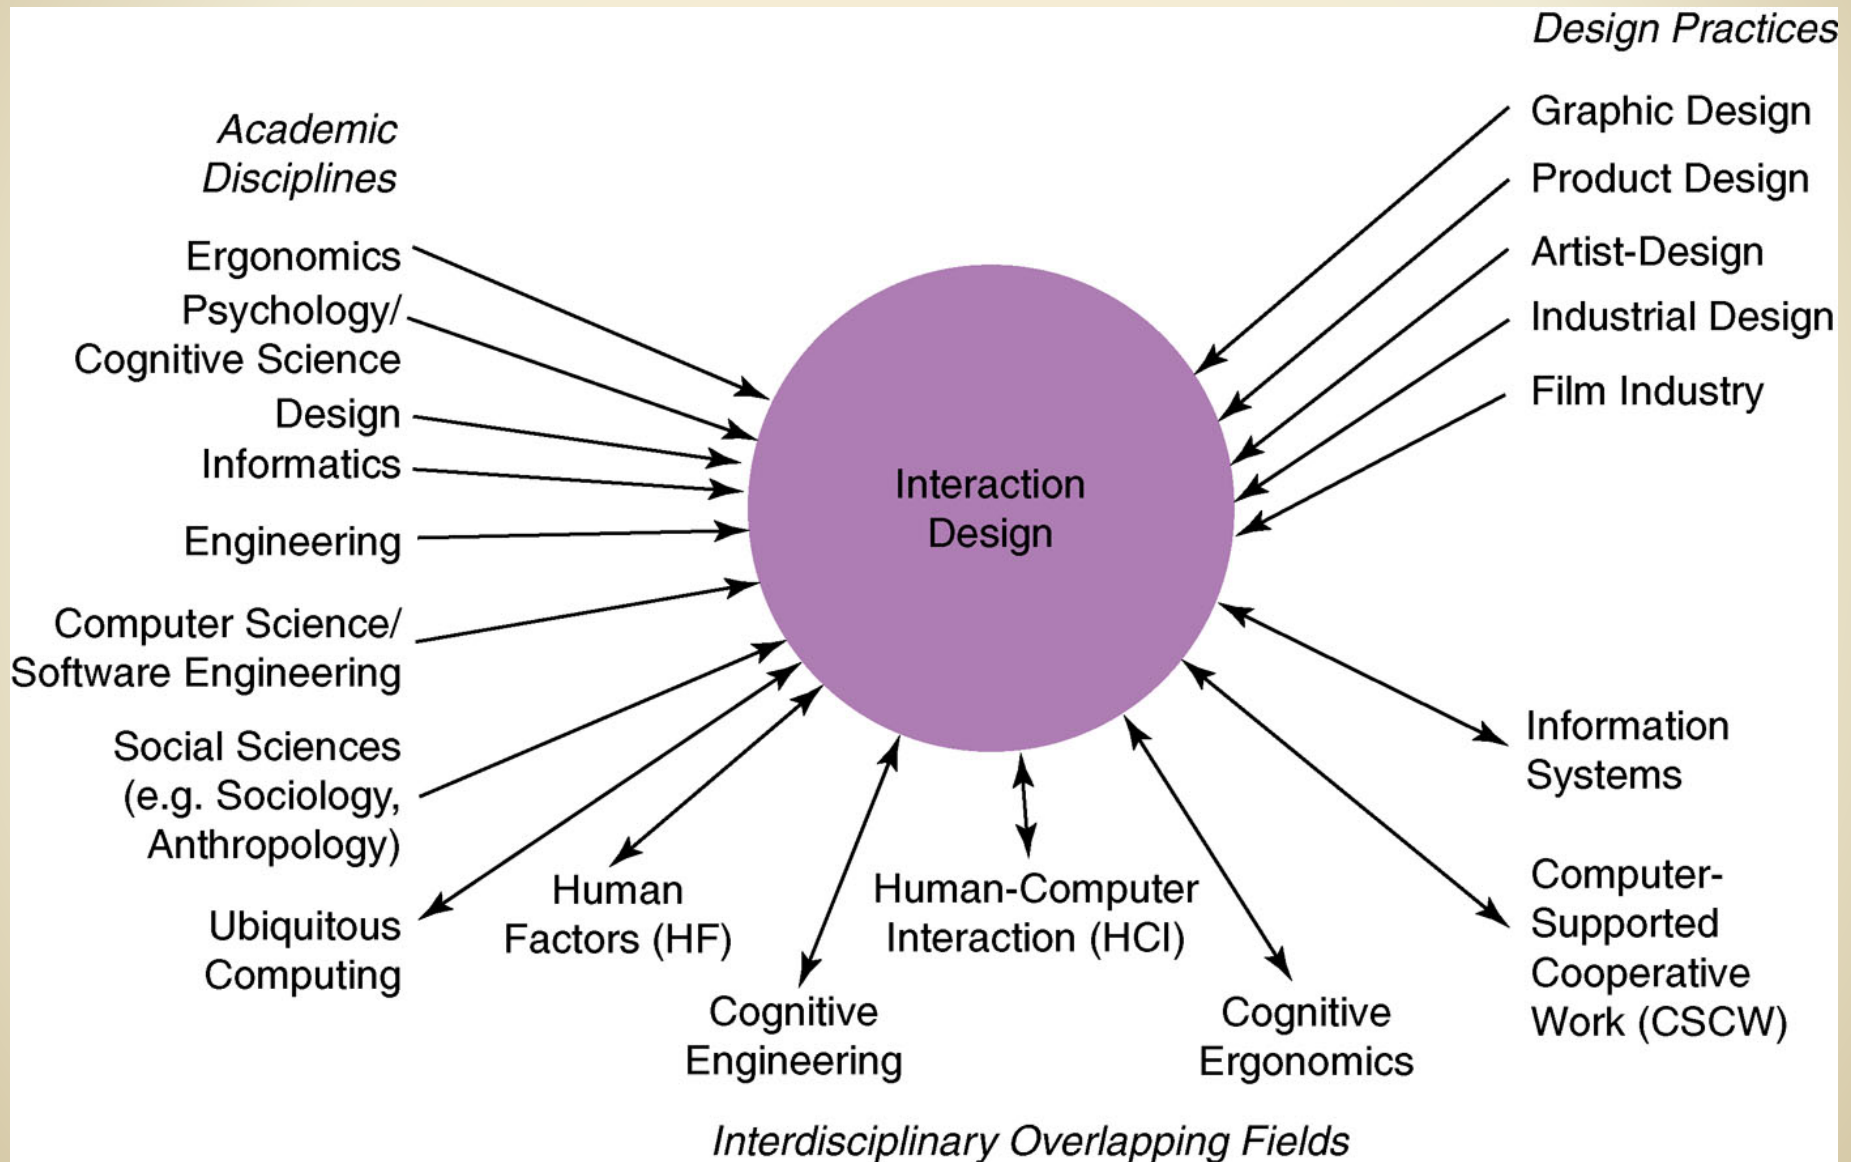 Academic
Disciplines
Ergonomics
Psychology/
Cognitive Science
Design
Informatics
Engineering
Computer Science/
Software Engineering
Social Sciences
(e.g. Sociology,
Anthropology)
Ubiquitous
Computing
Human
Factors (HF)
Cognitive
Engineering
Human-Computer
Interaction (HCI)
Cognitive
Ergonomics
Interdisciplinary Overlapping Fields
Interaction
Design
Design Practices
Graphic Design
Product Design
Artist-Design
Industrial Design
Film Industry
Information
Systems
Computer-
Supported
Cooperative
Work (CSCW)